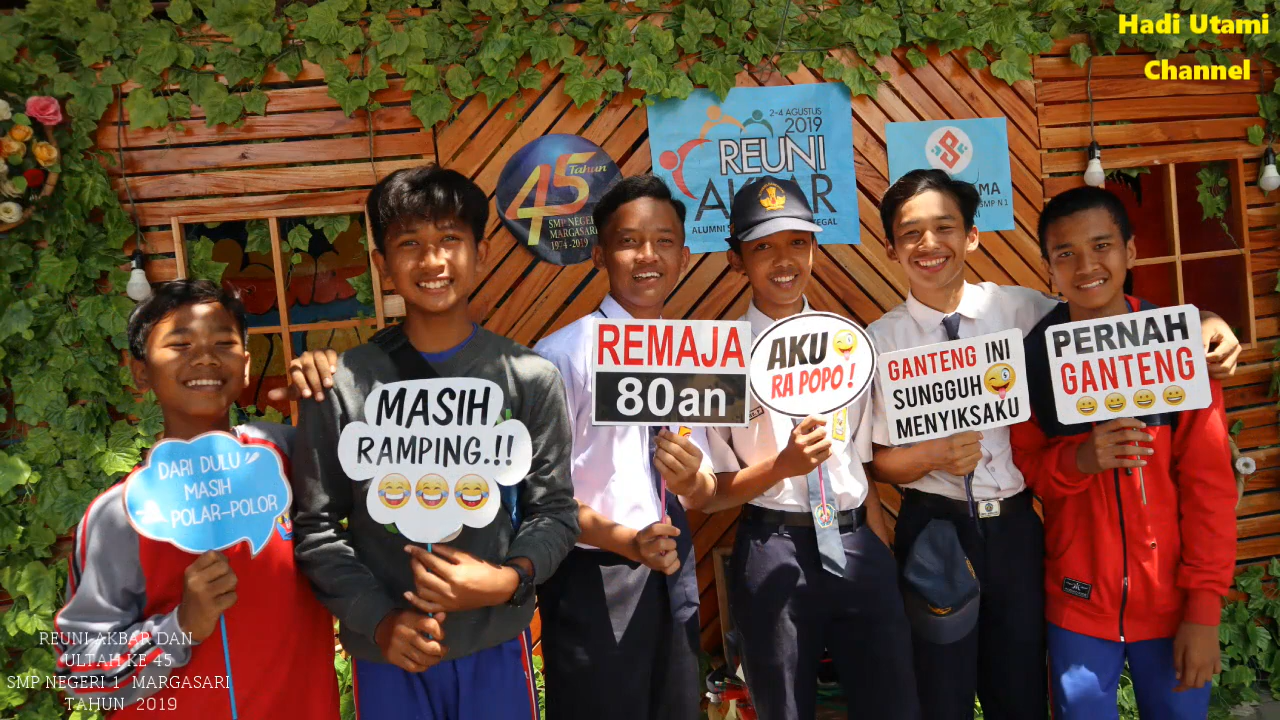 Hadi Utami
Channel
45 Tahun
SMP NEGERI
MARGASARI
1974-2019
2-4 AGUSTUS
2019
REUNI
AKBAR
ALUMNI
TEGAL
SMP N1
DARI DULU
MASIH
POLAR-POLOR
MASIH
RAMPING.!!
REMAJA
80an
AKU
RA POPO!
GANTENG INI
SUNGGUH
MENYIKSAKU
PERNAH
GANTENG
REUNI AKBAR DAN
ULTAH KE 45
SMP NEGERI 1 MARGASARI
TAHUN 2019